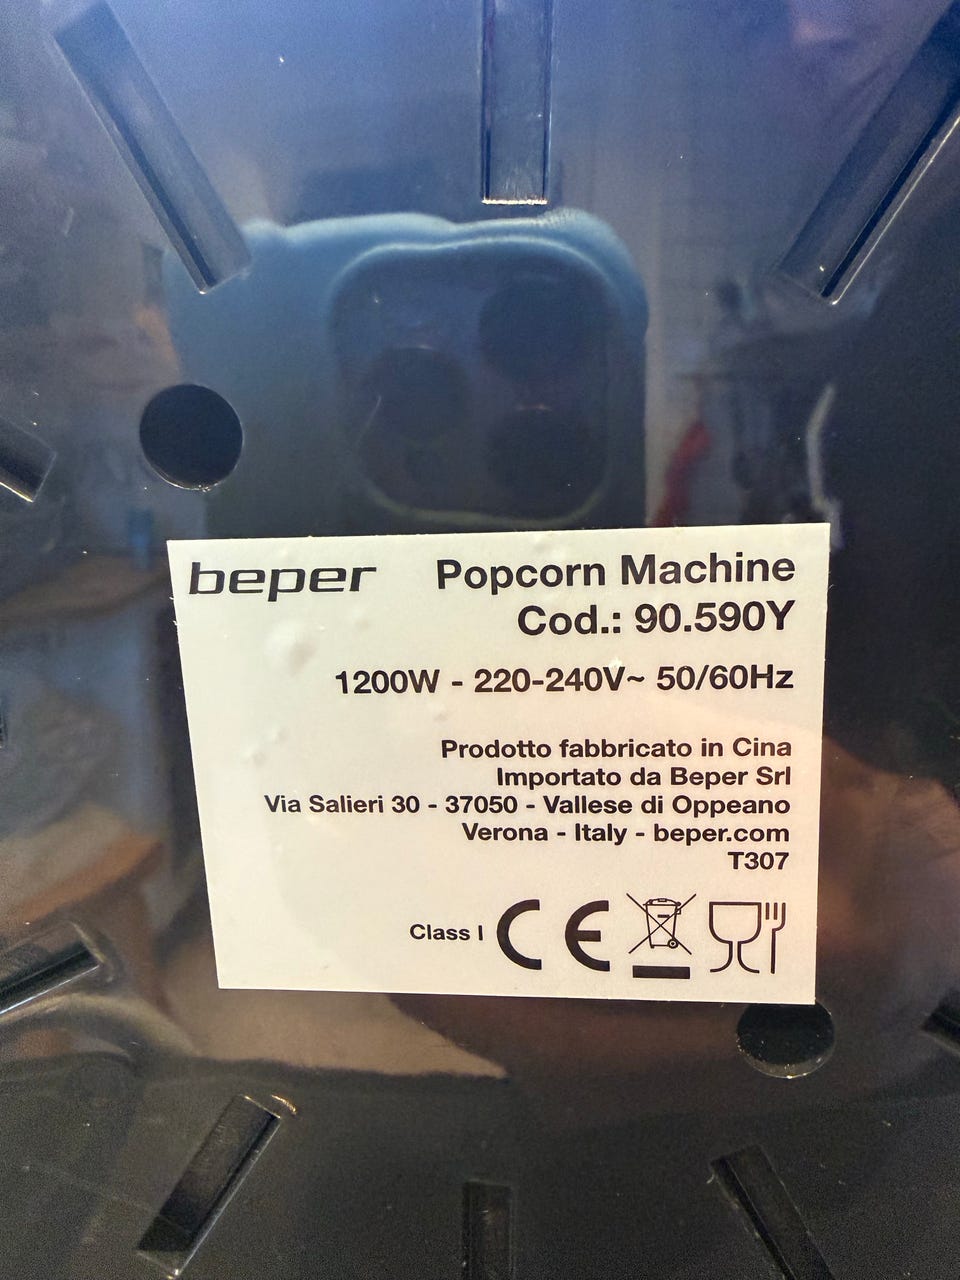 beper Popcorn Machine
Cod.: 90.590Y
1200W - 220-240V~ 50/60Hz
Prodotto fabbricato in Cina
Importato da Beper Srl
Via Salieri 30 - 37050 - Vallese di Oppeano
Verona - Italy - beper.com
T307
Class I CE